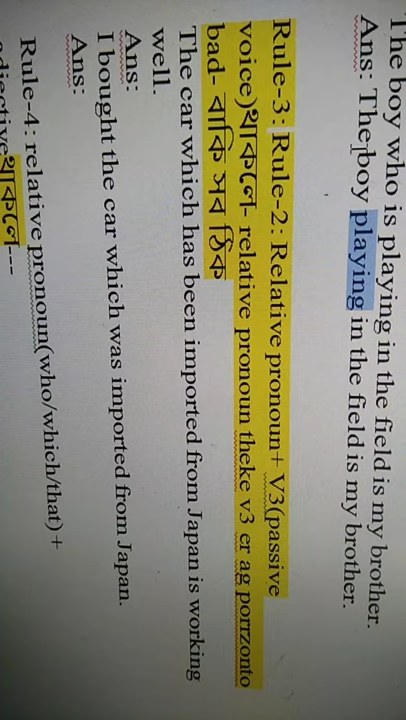 The boy who is playing in the field is my brother.
Ans: The boy playing in the field is my brother.
Rule-3: Rule-2: Relative pronoun+ V3(passive
voice)থাকলে- relative pronoun theke v3 er ag porrzonto
bad- বাকি সব ঠিক
The car which has been imported from Japan is working
well.
Ans:
I bought the car which was imported from Japan.
Ans:
Rule-4: relative pronoun(who/which/that) +
adjectiveথাকলে---